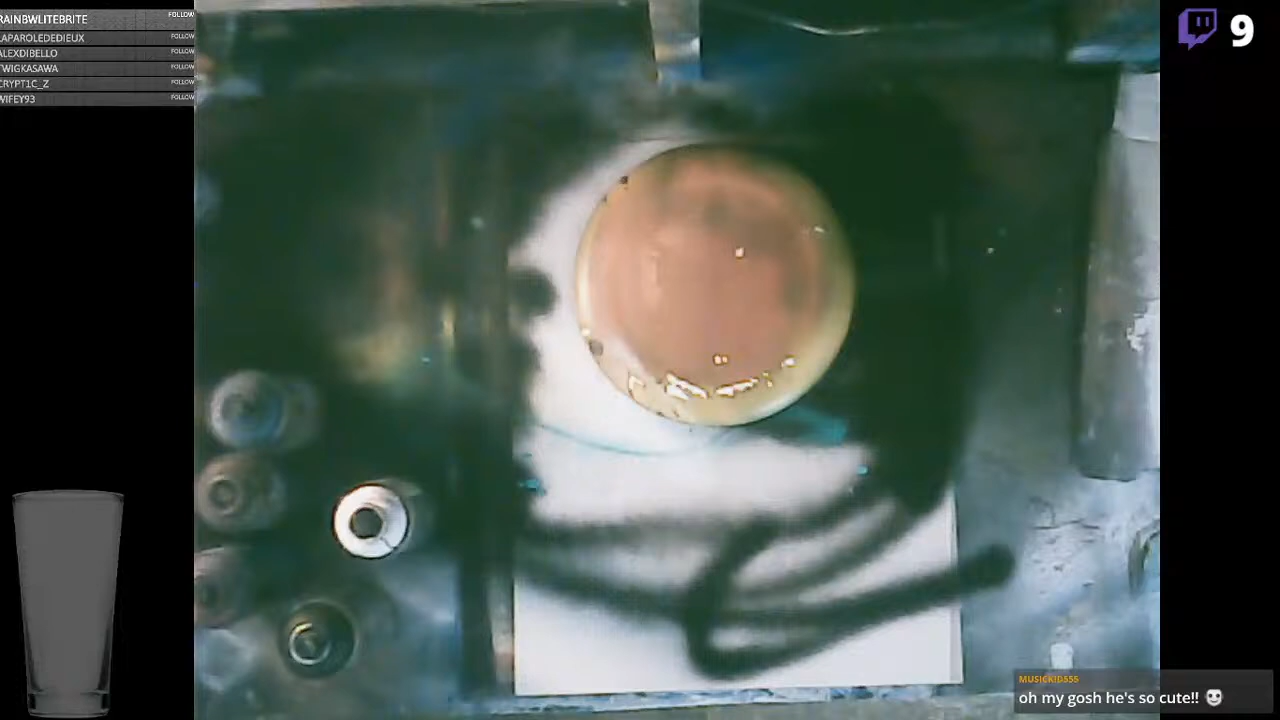 RAINBWLITEBRITE FOLLOW
LAPAROLEDEDIEUX FOLLOW
ALEXDIBELLO FOLLOW
TWIGKASAWA FOLLOW
CRYPT1C_Z FOLLOW
WIFEY93 FOLLOW
9
MUSICKID555
oh my gosh he's so cute!!